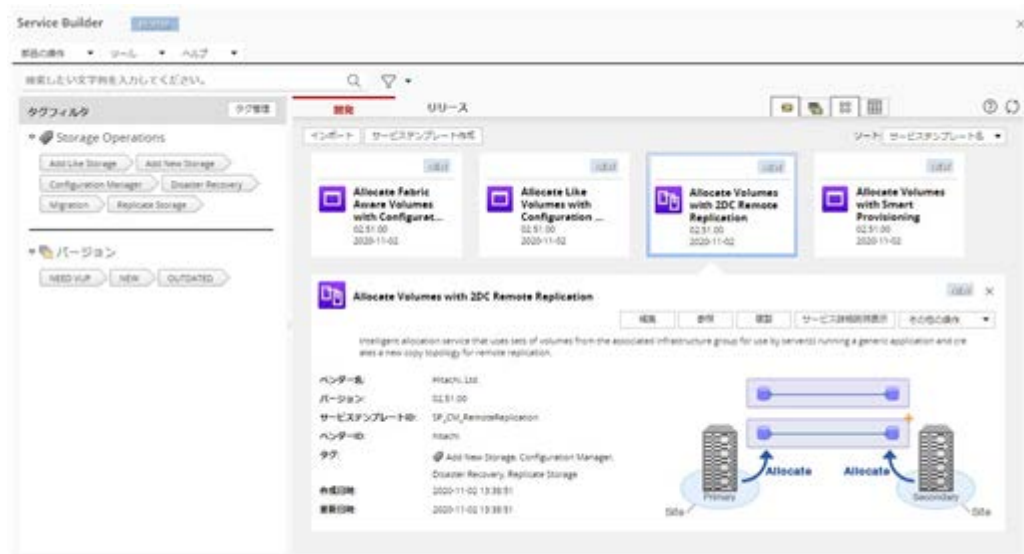 Service Builder
部品の操作 ツール ヘルプ
検索したい文字列を入力してください。
タグフィルタ タグ管理
Storage Operations
Add Like Storage Add New Storage
Configuration Manager Disaster Recovery
Migration Replicate Storage
バージョン
NEED VUP NEW OUTDATED
開発 リリース
インポート サービステンプレート作成
ソート: サービステンプレート名
Allocate Fabric
Aware Volumes
with Configurat...
02.51.00
2020-11-02
Allocate Like
Volumes with
Configuration ...
02.51.00
2020-11-02
Allocate Volumes
with 2DC Remote
Replication
02.51.00
2020-11-02
Allocate Volumes
with Smart
Provisioning
02.51.00
2020-11-02
Allocate Volumes with 2DC Remote Replication
編集 参照 複製 サービス詳細説明表示 その他の操作
Intelligent allocation service that uses sets of volumes from the associated infrastructure group for use by server(s) running a generic application and cre
ates a new copy topology for remote replication.
ベンダー名: Hitachi, Ltd.
バージョン: 02.51.00
サービステンプレートID: SP_CM_RemoteReplication
ベンダーID: hitachi
タグ: Add New Storage, Configuration Manager,
Disaster Recovery, Replicate Storage
作成日時: 2020-11-02 13:38:51
更新日時: 2020-11-02 13:38:51
Allocate Allocate
Primary Secondary
Site Site